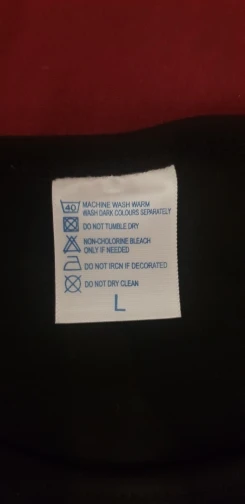 40
MACHINE WASH WARM
WASH DARK COLOURS SEPARATELY
DO NOT TUMBLE DRY
NON-CHOLORINE BLEACH
ONLY IF NEEDED
DO NOT IRCN IF DECORATED
DO NOT DRY CLEAN
L